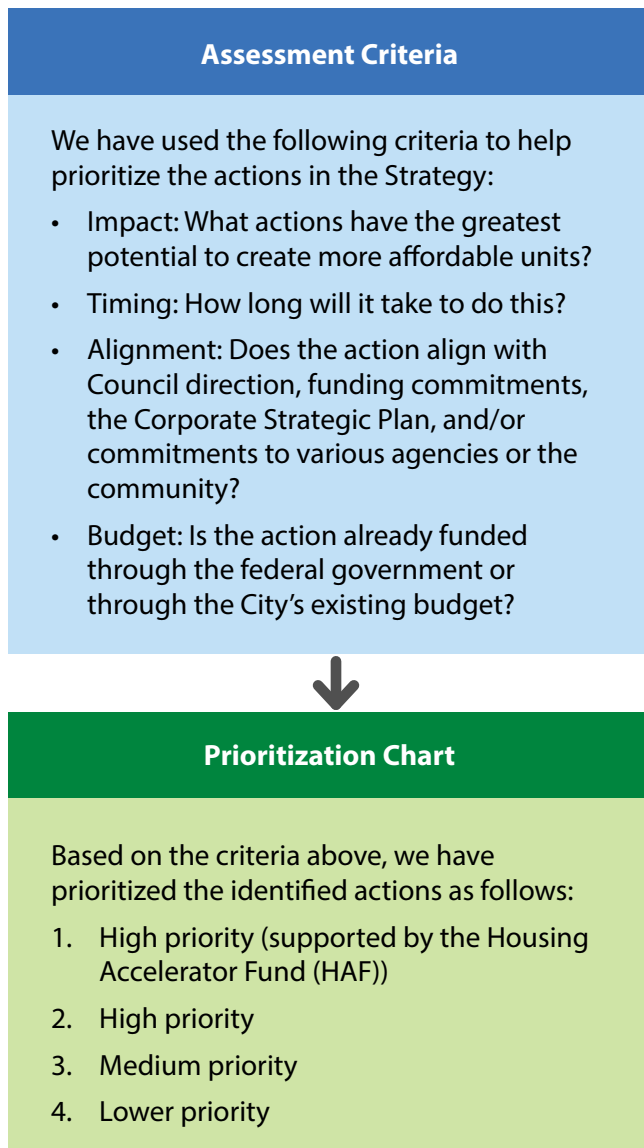 Assessment Criteria
We have used the following criteria to help
prioritize the actions in the Strategy:
• Impact: What actions have the greatest
potential to create more affordable units?
• Timing: How long will it take to do this?
• Alignment: Does the action align with
Council direction, funding commitments,
the Corporate Strategic Plan, and/or
commitments to various agencies or the
community?
• Budget: Is the action already funded
through the federal government or
through the City’s existing budget?
Prioritization Chart
Based on the criteria above, we have
prioritized the identified actions as follows:
1. High priority (supported by the Housing
Accelerator Fund (HAF))
2. High priority
3. Medium priority
4. Lower priority